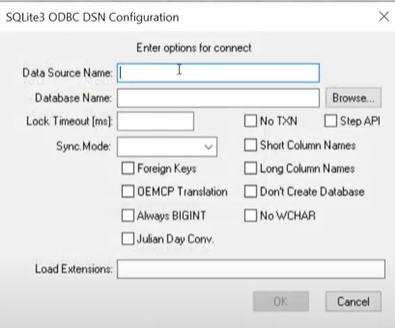 SQLite3 ODBC DSN Configuration
Enter options for connect
Data Source Name:
Database Name: Browse...
Lock Timeout [ms]: No TXN Step API
Sync.Mode: Short Column Names
Foreign Keys Long Column Names
OEMCP Translation Don't Create Database
Always BIGINT No WCHAR
Julian Day Conv.
Load Extensions:
OK Cancel